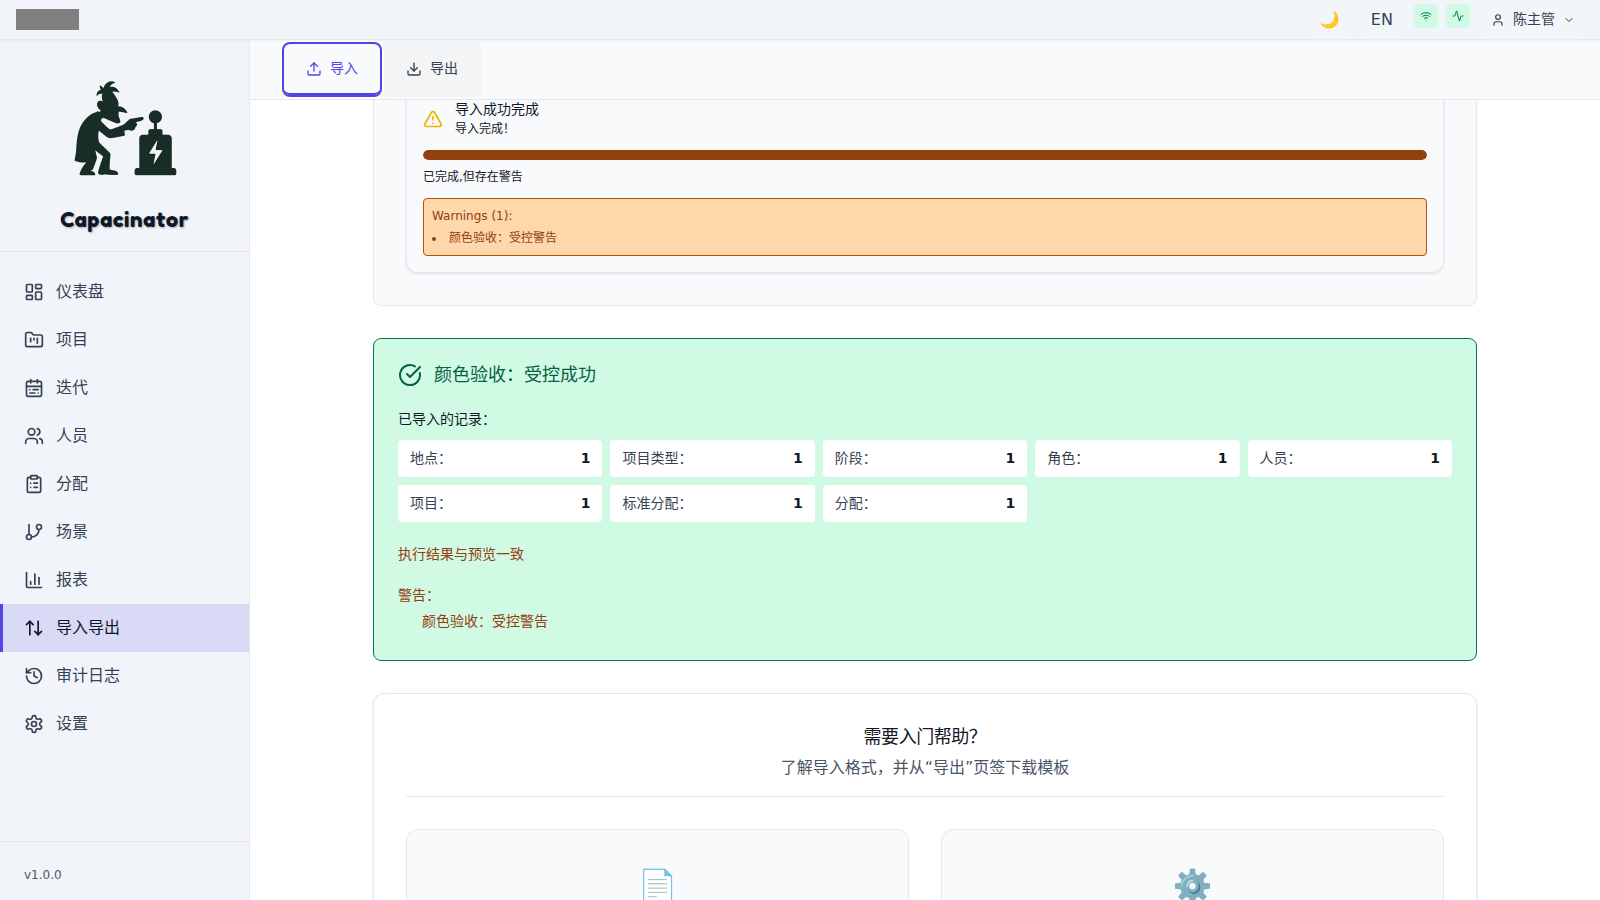 EN
陈主管
Capacinator
仪表盘
项目
迭代
人员
分配
场景
报表
导入导出
审计日志
设置
v1.0.0
导入
导出
导入成功完成
导入完成！
已完成,但存在警告
Warnings (1):
颜色验收：受控警告
颜色验收：受控成功
已导入的记录：
地点： 1
项目类型： 1
阶段： 1
角色： 1
人员： 1
项目： 1
标准分配： 1
分配： 1
执行结果与预览一致
警告：
颜色验收：受控警告
需要入门帮助？
了解导入格式，并从“导出”页签下载模板